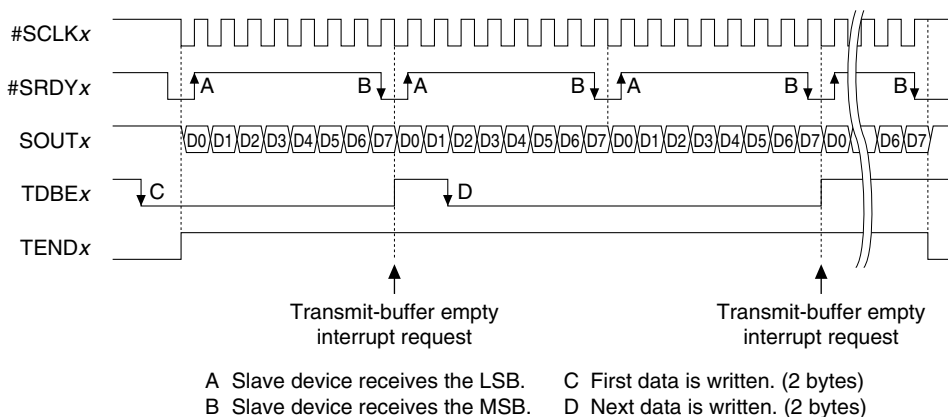 #SCLKx
#SRDYx A B A B A B B
SOUTx D0 D1 D2 D3 D4 D5 D6 D7 D0 D1 D2 D3 D4 D5 D6 D7 D0 D1 D2 D3 D4 D5 D6 D7 D0 D6 D7
TDBEx C D
TENDx
Transmit-buffer empty Transmit-buffer empty
interrupt request interrupt request
A Slave device receives the LSB. C First data is written. (2 bytes)
B Slave device receives the MSB. D Next data is written. (2 bytes)